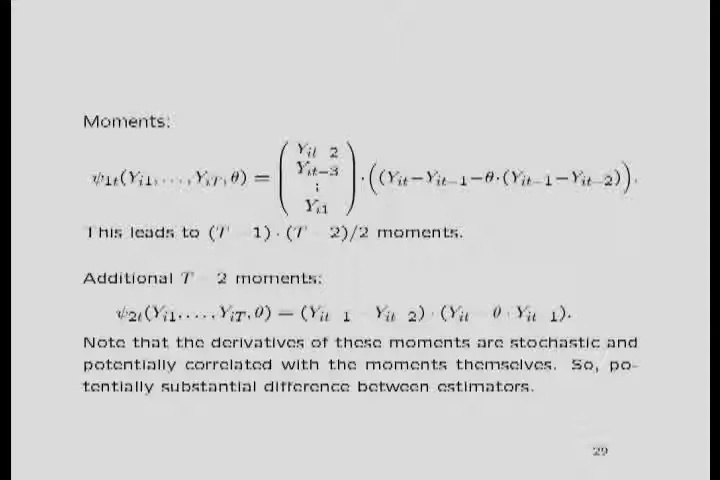 Moments:
ψ1t(Yi1, . . . , YiT, θ) = ( Yit−2 Yit−3 ⋮ Yi1 ) · ((Yit−Yit−1−θ·(Yit−1−Yit−2)).
This leads to (T − 1) · (T − 2)/2 moments.
Additional T − 2 moments:
ψ2t(Yi1, . . . , YiT, θ) = (Yit−1 − Yit−2) · (Yit − θ · Yit−1).
Note that the derivatives of these moments are stochastic and
potentially correlated with the moments themselves. So, po-
tentially substantial difference between estimators.
29